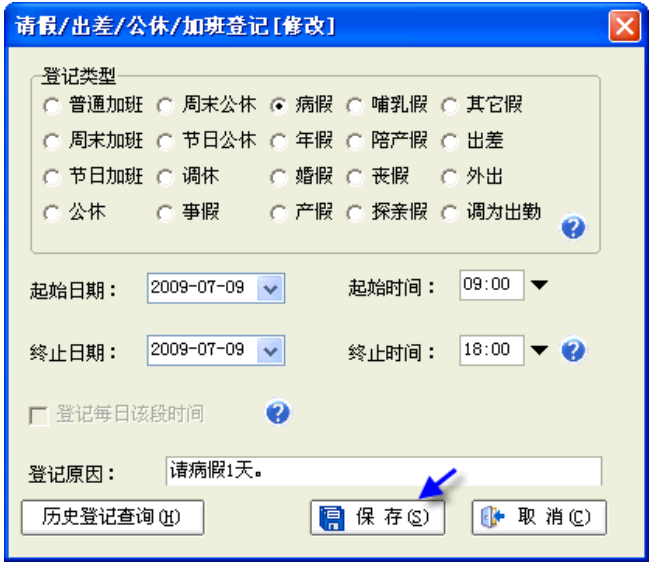 请假/出差/公休/加班登记[修改]
登记类型
普通加班 周末公休 病假 哺乳假 其它假
周末加班 节日公休 年假 陪产假 出差
节日加班 调休 婚假 丧假 外出
公休 事假 产假 探亲假 调为出勤
起始日期： 2009-07-09 起始时间： 09:00
终止日期： 2009-07-09 终止时间： 18:00
登记每日该段时间
登记原因： 请病假1天。
历史登记查询(H) 保 存(S) 取 消(C)